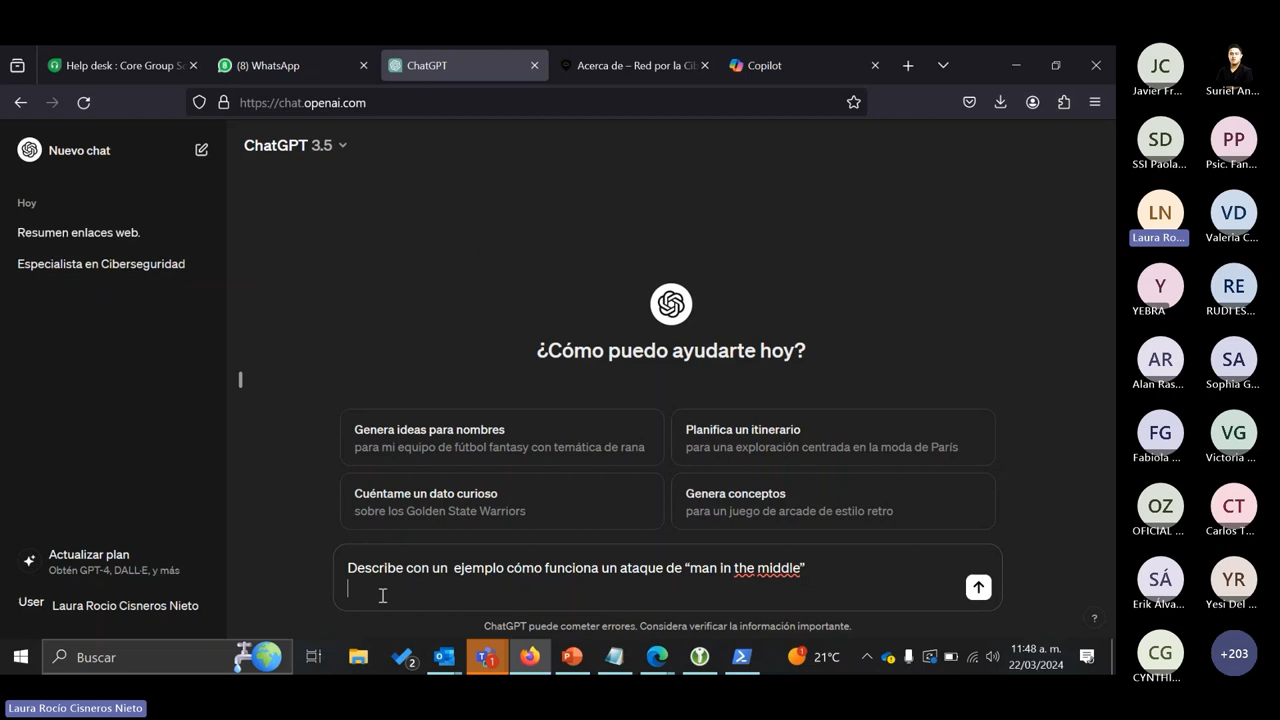 Help desk : Core Group So
(8) WhatsApp
ChatGPT
Acerca de – Red por la Cib
Copilot
https://chat.openai.com
Nuevo chat
ChatGPT 3.5
Hoy
Resumen enlaces web.
Especialista en Ciberseguridad
¿Cómo puedo ayudarte hoy?
Genera ideas para nombres
para mi equipo de fútbol fantasy con temática de rana
Planifica un itinerario
para una exploración centrada en la moda de París
Cuéntame un dato curioso
sobre los Golden State Warriors
Genera conceptos
para un juego de arcade de estilo retro
Describe con un ejemplo cómo funciona un ataque de “man in the middle”
ChatGPT puede cometer errores. Considera verificar la información importante.
?
Actualizar plan
Obtén GPT-4, DALL·E, y más
User
Laura Rocio Cisneros Nieto
Buscar
2
1
21°C
11:48 a. m.
22/03/2024
JC
Javier Fr...
Suriel An...
SD
SSI Paola...
PP
Psic. Fan...
LN
Laura Ro...
VD
Valeria C...
Y
YEBRA
RE
RUDI ES...
AR
Alan Ras...
SA
Sophia G...
FG
Fabiola ...
VG
Victoria ...
OZ
OFICIAL ...
CT
Carlos T...
SÁ
Erik Álva...
YR
Yesi Del ...
CG
CYNTHI...
+203
Laura Rocío Cisneros Nieto